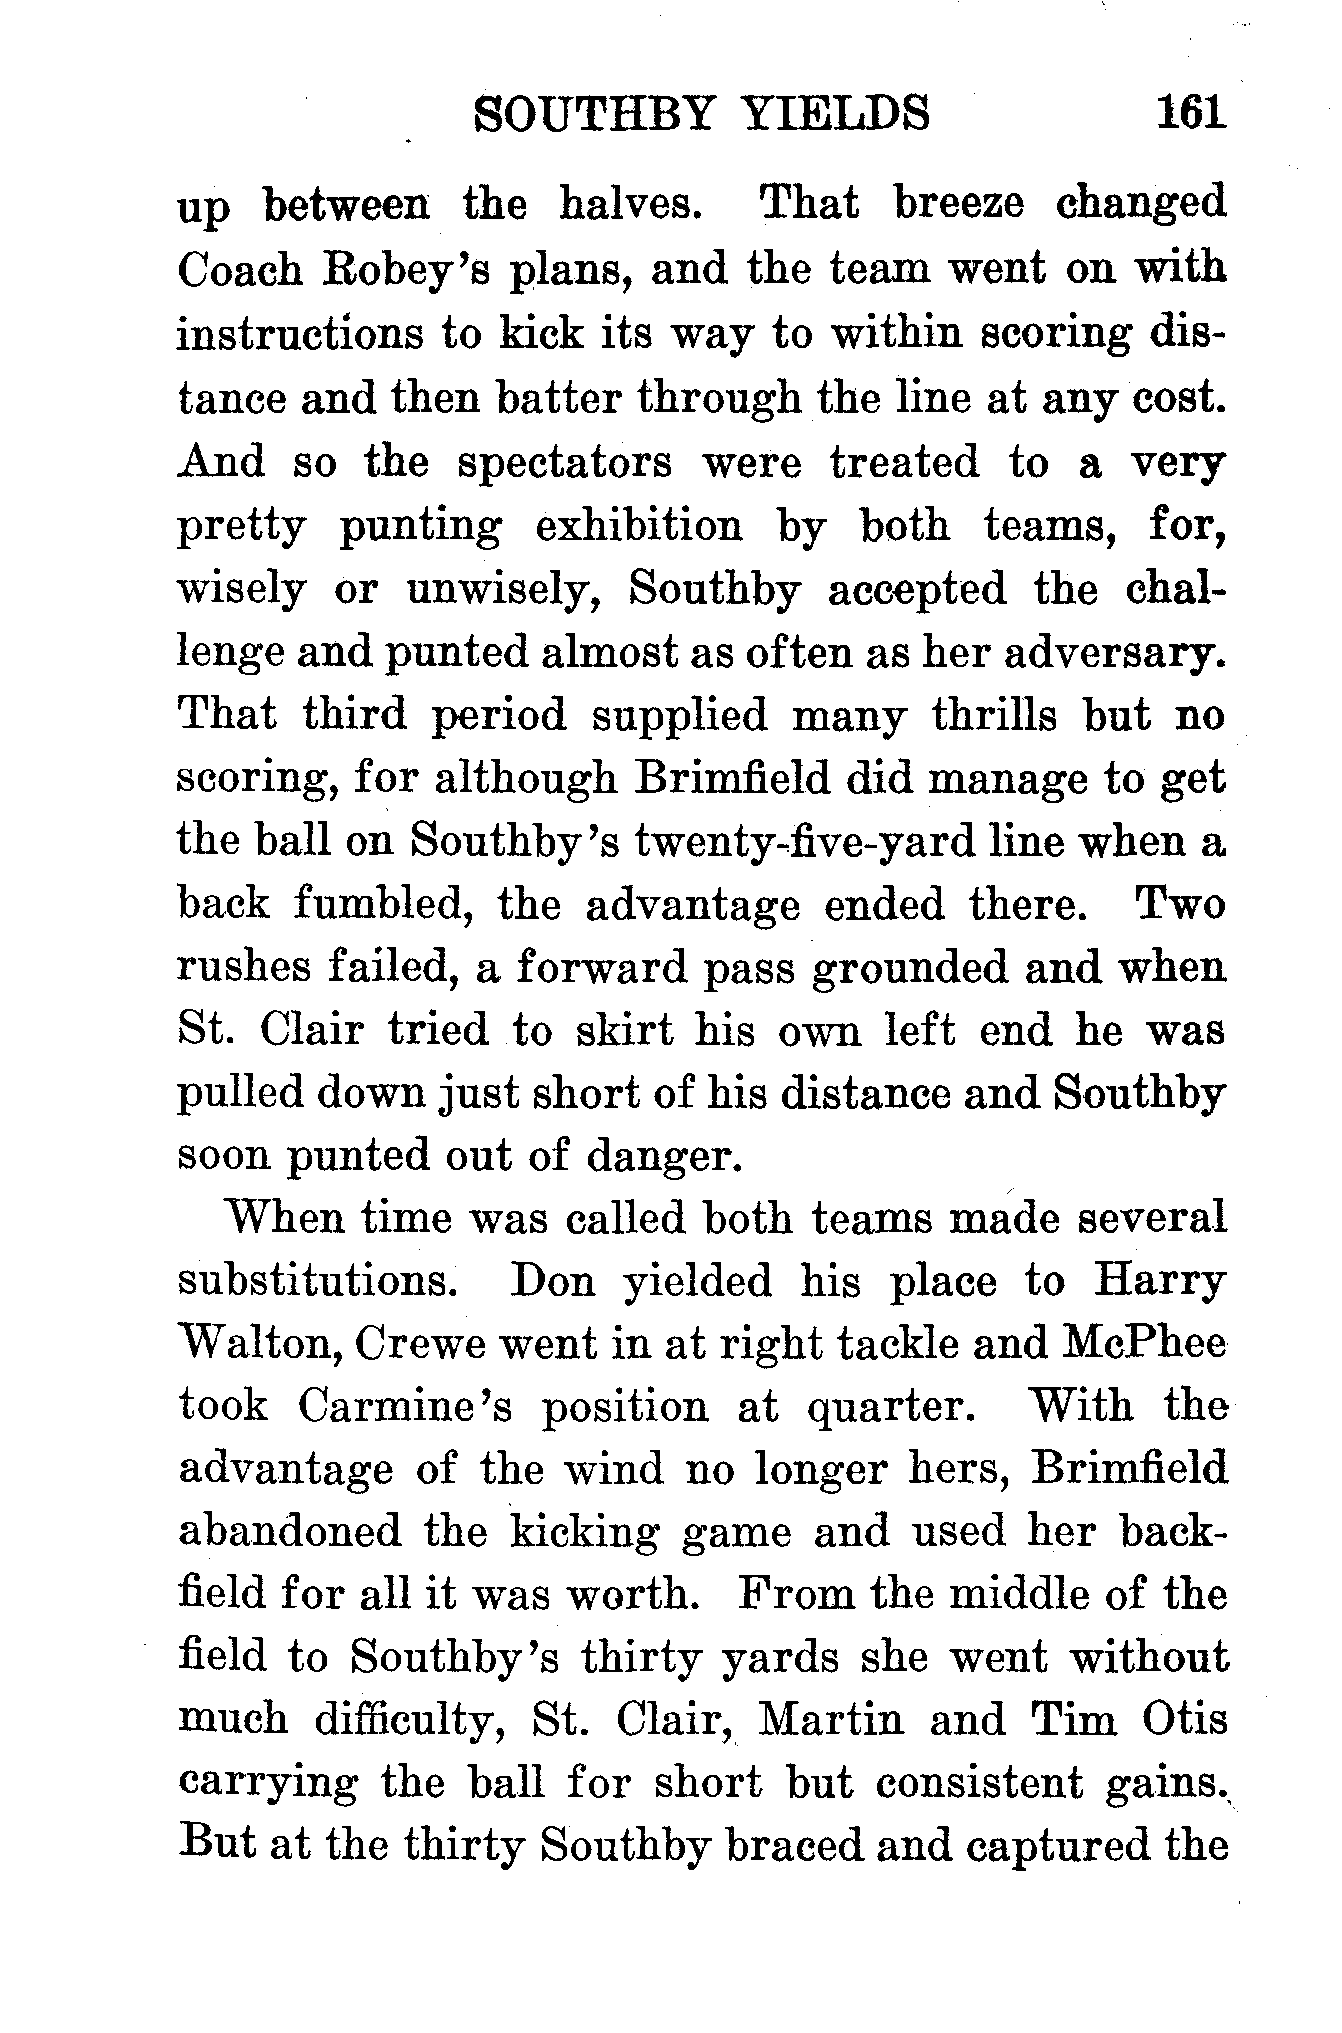 SOUTHBY YIELDS 161
up between the halves. That breeze changed
Coach Robey's plans, and the team went on with
instructions to kick its way to within scoring dis-
tance and then batter through the line at any cost.
And so the spectators were treated to a very
pretty punting exhibition by both teams, for,
wisely or unwisely, Southby accepted the chal-
lenge and punted almost as often as her adversary.
That third period supplied many thrills but no
scoring, for although Brimfield did manage to get
the ball on Southby's twenty-five-yard line when a
back fumbled, the advantage ended there. Two
rushes failed, a forward pass grounded and when
St. Clair tried to skirt his own left end he was
pulled down just short of his distance and Southby
soon punted out of danger.
When time was called both teams made several
substitutions. Don yielded his place to Harry
Walton, Crewe went in at right tackle and McPhee
took Carmine's position at quarter. With the
advantage of the wind no longer hers, Brimfield
abandoned the kicking game and used her back-
field for all it was worth. From the middle of the
field to Southby's thirty yards she went without
much difficulty, St. Clair, Martin and Tim Otis
carrying the ball for short but consistent gains.
But at the thirty Southby braced and captured the